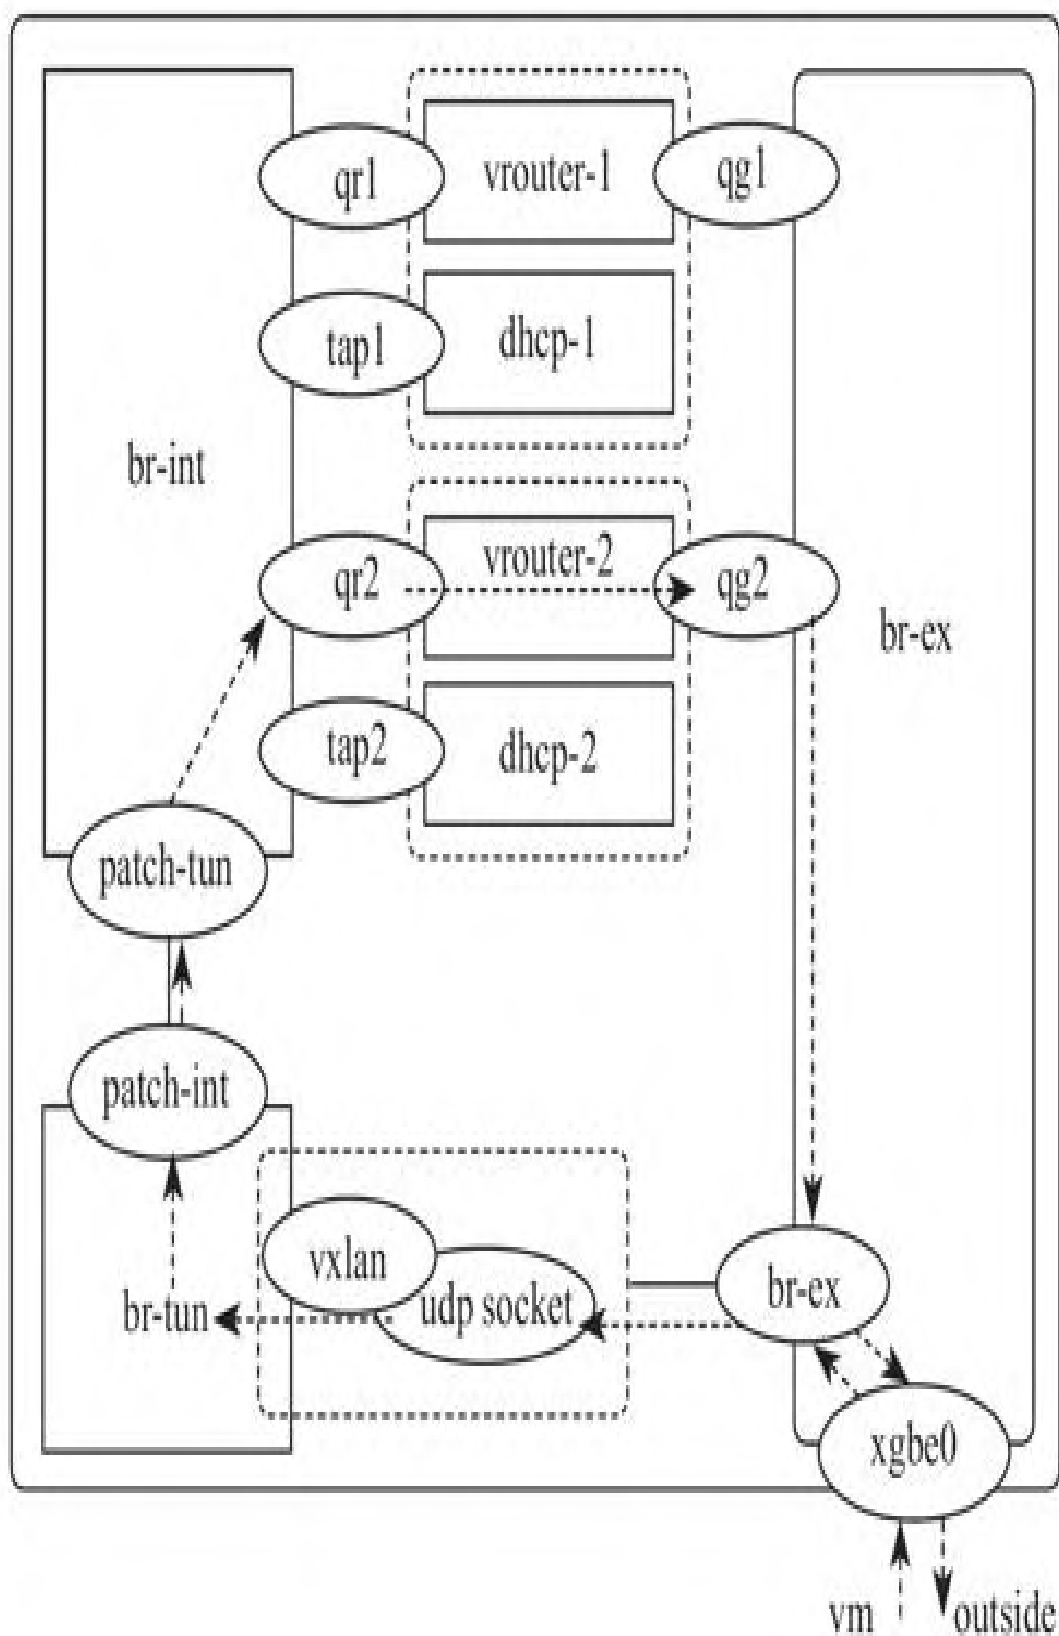 qr1
vrouter-1
qg1
tap1
dhcp-1
br-int
qr2
vrouter-2
qg2
br-ex
tap2
dhcp-2
patch-tun
patch-int
vxlan
udp socket
br-ex
br-tun
xgbe0
vm
outside